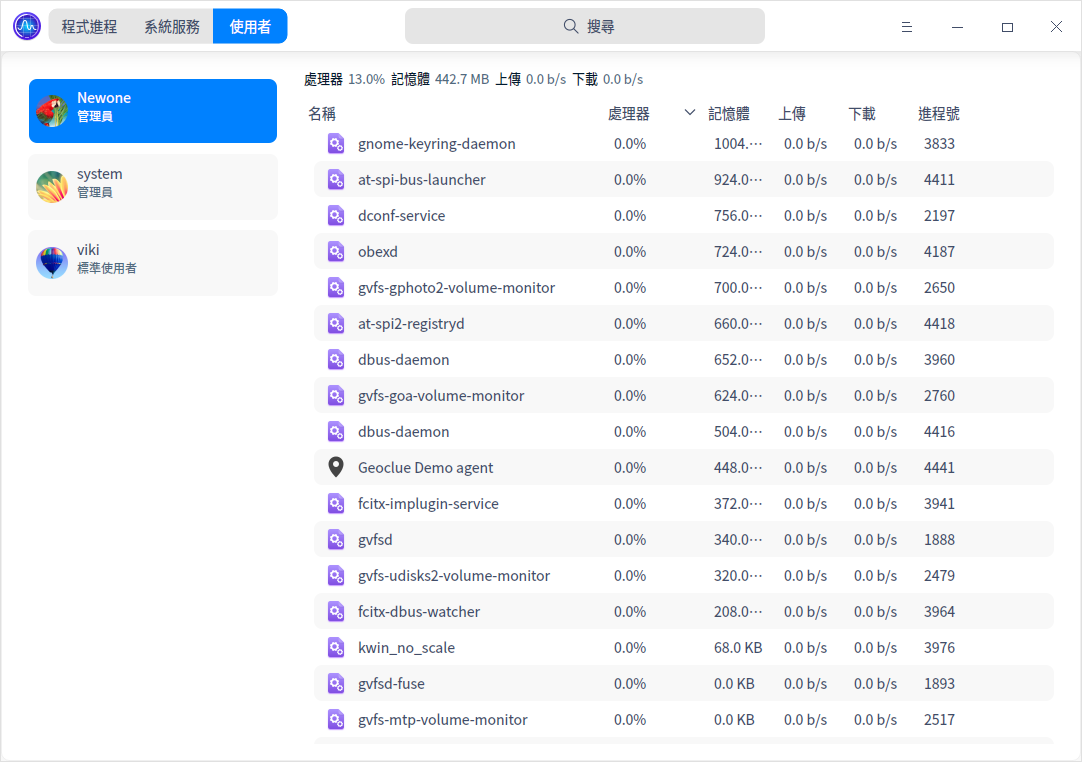 程式進程 系統服務 使用者 搜尋
Newone
管理員
system
管理員
viki
標準使用者
處理器 13.0% 記憶體 442.7 MB 上傳 0.0 b/s 下載 0.0 b/s
名稱 處理器 記憶體 上傳 下載 進程號
gnome-keyring-daemon 0.0% 1004.⋯ 0.0 b/s 0.0 b/s 3833
at-spi-bus-launcher 0.0% 924.0⋯ 0.0 b/s 0.0 b/s 4411
dconf-service 0.0% 756.0⋯ 0.0 b/s 0.0 b/s 2197
obexd 0.0% 724.0⋯ 0.0 b/s 0.0 b/s 4187
gvfs-gphoto2-volume-monitor 0.0% 700.0⋯ 0.0 b/s 0.0 b/s 2650
at-spi2-registryd 0.0% 660.0⋯ 0.0 b/s 0.0 b/s 4418
dbus-daemon 0.0% 652.0⋯ 0.0 b/s 0.0 b/s 3960
gvfs-goa-volume-monitor 0.0% 624.0⋯ 0.0 b/s 0.0 b/s 2760
dbus-daemon 0.0% 504.0⋯ 0.0 b/s 0.0 b/s 4416
Geoclue Demo agent 0.0% 448.0⋯ 0.0 b/s 0.0 b/s 4441
fcitx-implugin-service 0.0% 372.0⋯ 0.0 b/s 0.0 b/s 3941
gvfsd 0.0% 340.0⋯ 0.0 b/s 0.0 b/s 1888
gvfs-udisks2-volume-monitor 0.0% 320.0⋯ 0.0 b/s 0.0 b/s 2479
fcitx-dbus-watcher 0.0% 208.0⋯ 0.0 b/s 0.0 b/s 3964
kwin_no_scale 0.0% 68.0 KB 0.0 b/s 0.0 b/s 3976
gvfsd-fuse 0.0% 0.0 KB 0.0 b/s 0.0 b/s 1893
gvfs-mtp-volume-monitor 0.0% 0.0 KB 0.0 b/s 0.0 b/s 2517